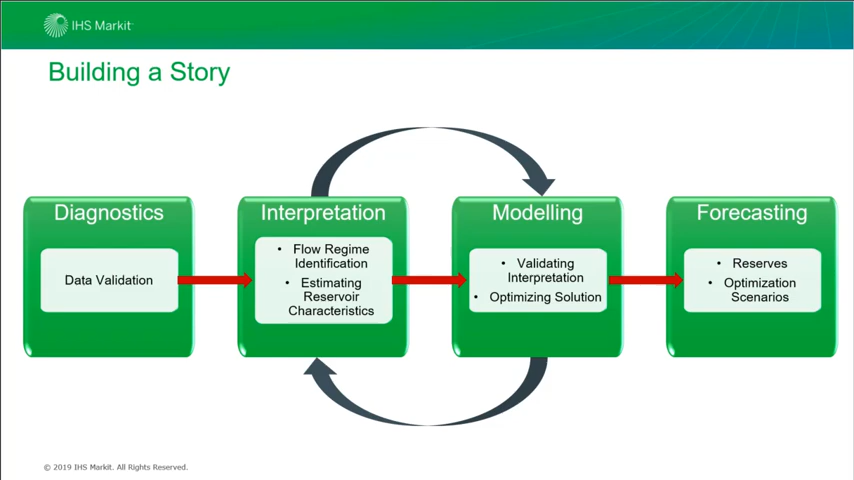 IHS Markit
Building a Story
Diagnostics
Data Validation
Interpretation
• Flow Regime
Identification
• Estimating
Reservoir
Characteristics
Modelling
• Validating
Interpretation
• Optimizing Solution
Forecasting
• Reserves
• Optimization
Scenarios
© 2019 IHS Markit. All Rights Reserved.